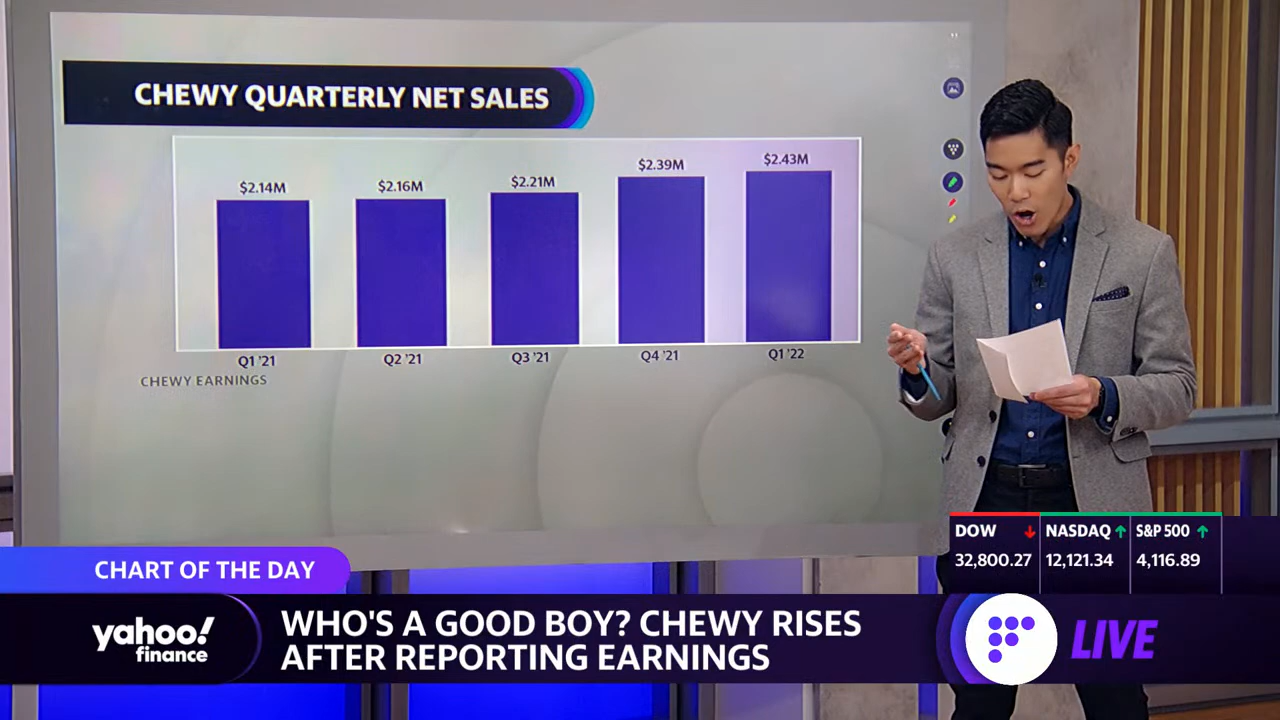 CHEWY QUARTERLY NET SALES
$2.14M
$2.16M
$2.21M
$2.39M
$2.43M
Q1 '21
Q2 '21
Q3 '21
Q4 '21
Q1 '22
CHEWY EARNINGS
DOW
32,800.27
NASDAQ
12,121.34
S&P 500
4,116.89
CHART OF THE DAY
yahoo!
finance
WHO'S A GOOD BOY? CHEWY RISES
AFTER REPORTING EARNINGS
LIVE